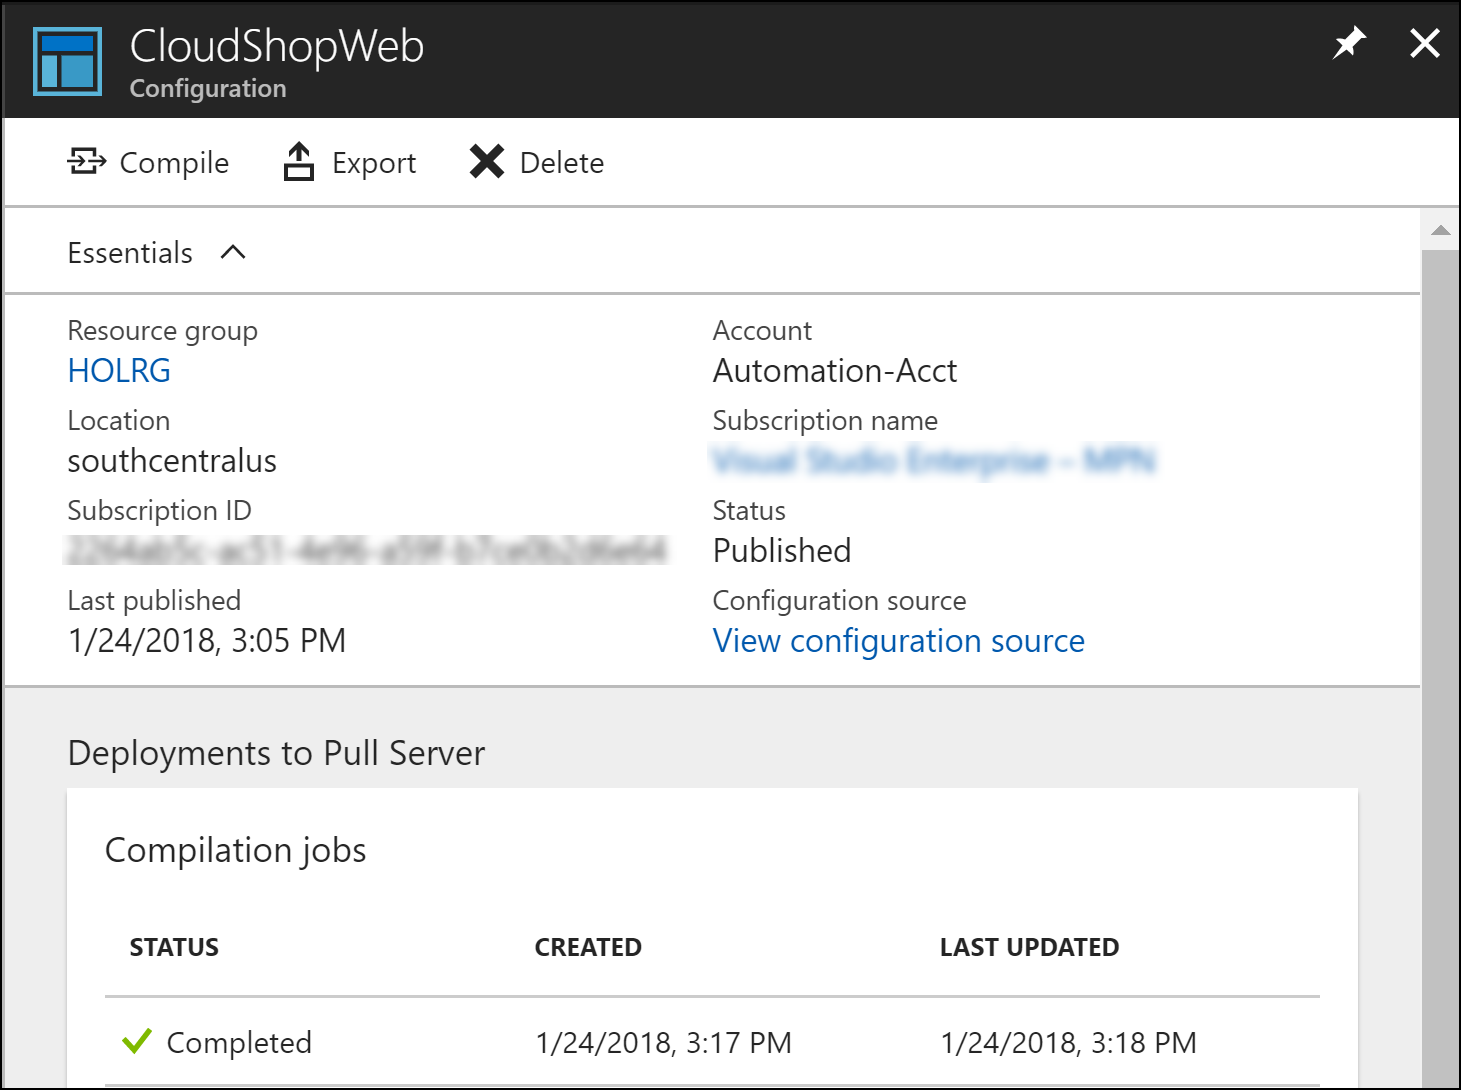 CloudShopWeb
Configuration
Compile Export Delete
Essentials
Resource group
HOLRG
Account
Automation-Acct
Location
southcentralus
Subscription name
Subscription ID
Status
Published
Last published
1/24/2018, 3:05 PM
Configuration source
View configuration source
Deployments to Pull Server
Compilation jobs
STATUS CREATED LAST UPDATED
Completed 1/24/2018, 3:17 PM 1/24/2018, 3:18 PM